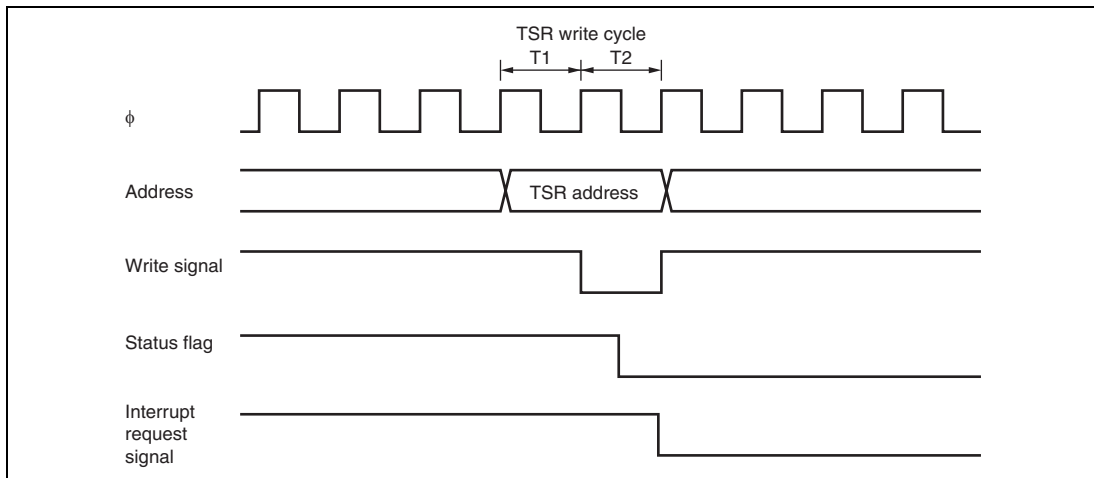 TSR write cycle
T1 T2
ϕ
Address
TSR address
Write signal
Status flag
Interrupt
request
signal